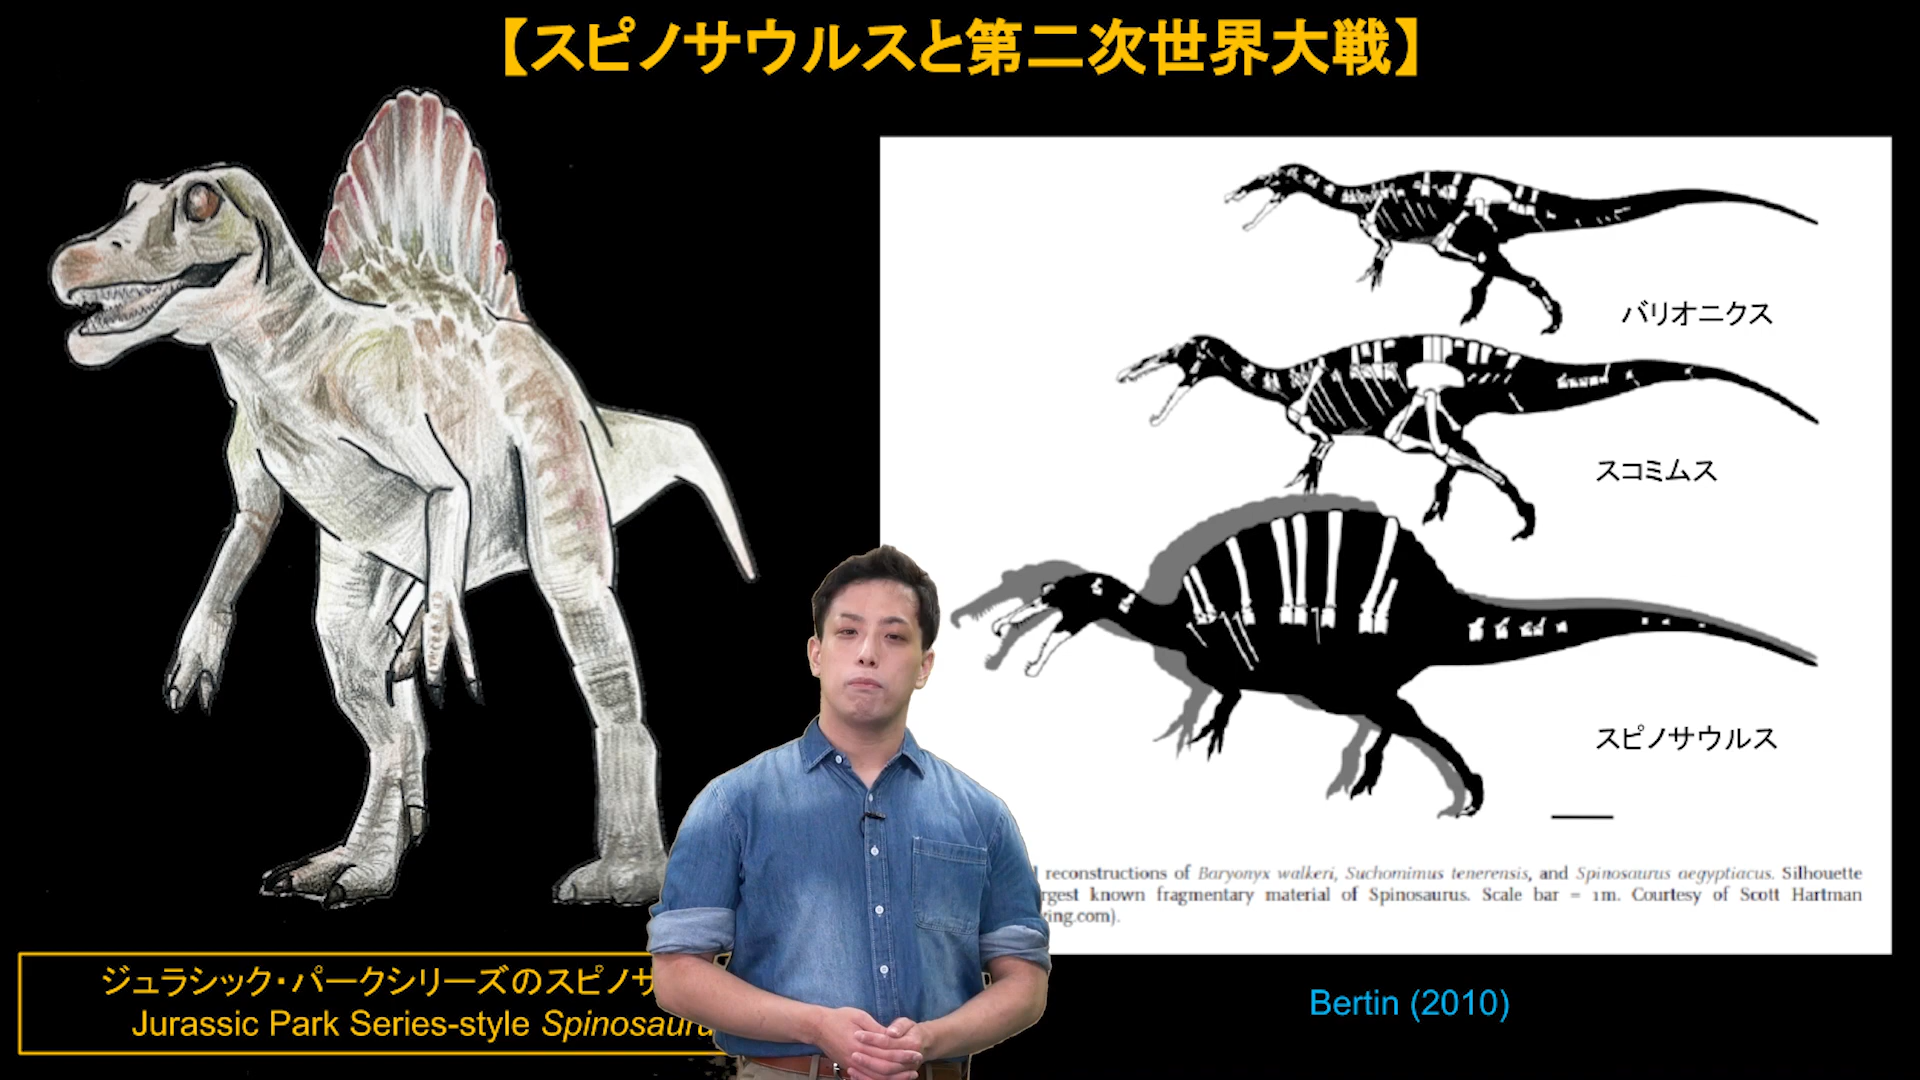 【スピノサウルスと第二次世界大戦】
バリオニクス
スコミムス
スピノサウルス
reconstructions of Baryonyx walkeri, Suchomimus tenerensis, and Spinosaurus aegyptiacus. Silhouette
known fragmentary material of Spinosaurus. Scale bar = 1m. Courtesy of Scott Hartman
ジュラシック・パークシリーズのスピノサ
Jurassic Park Series-style Spinosauru
Bertin (2010)